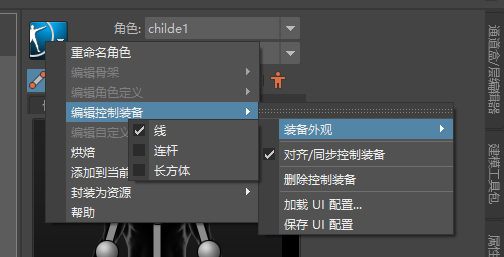 角色: childe1
重命名角色
编辑骨架
编辑角色定义
编辑控制装备
编辑自定义
烘焙
添加到当前
封装为资源
帮助
线
连杆
长方体
装备外观
对齐/同步控制装备
删除控制装备
加载 UI 配置...
保存 UI 配置
通道盒/层编辑器
建模工具包
属性